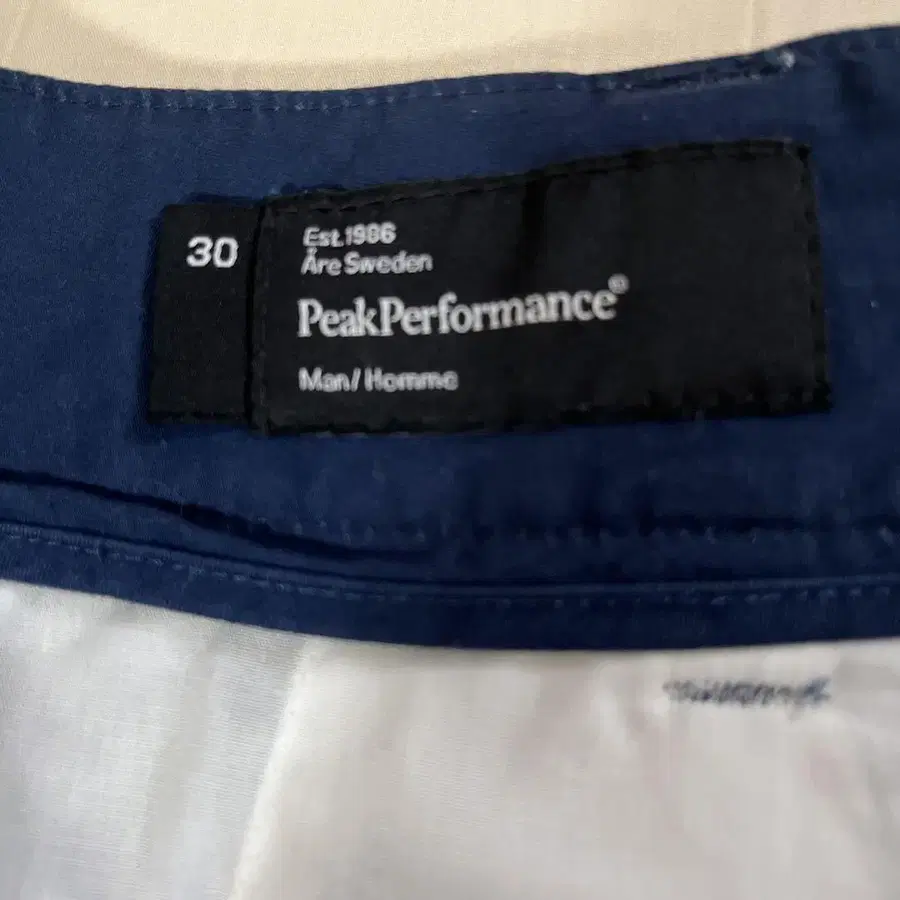 30
Est.1986
Åre Sweden
PeakPerformance®
Man/Homme